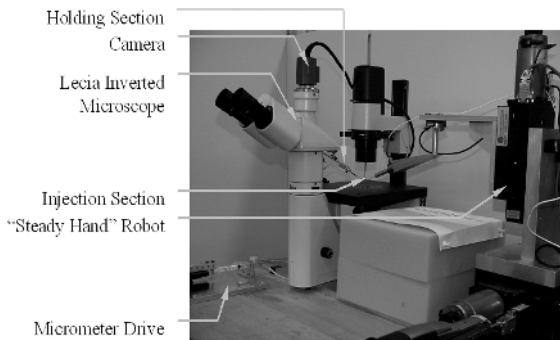 Holding Section
Camera
Lecia Inverted
Microscope
Injection Section
“Steady Hand” Robot
Micrometer Drive